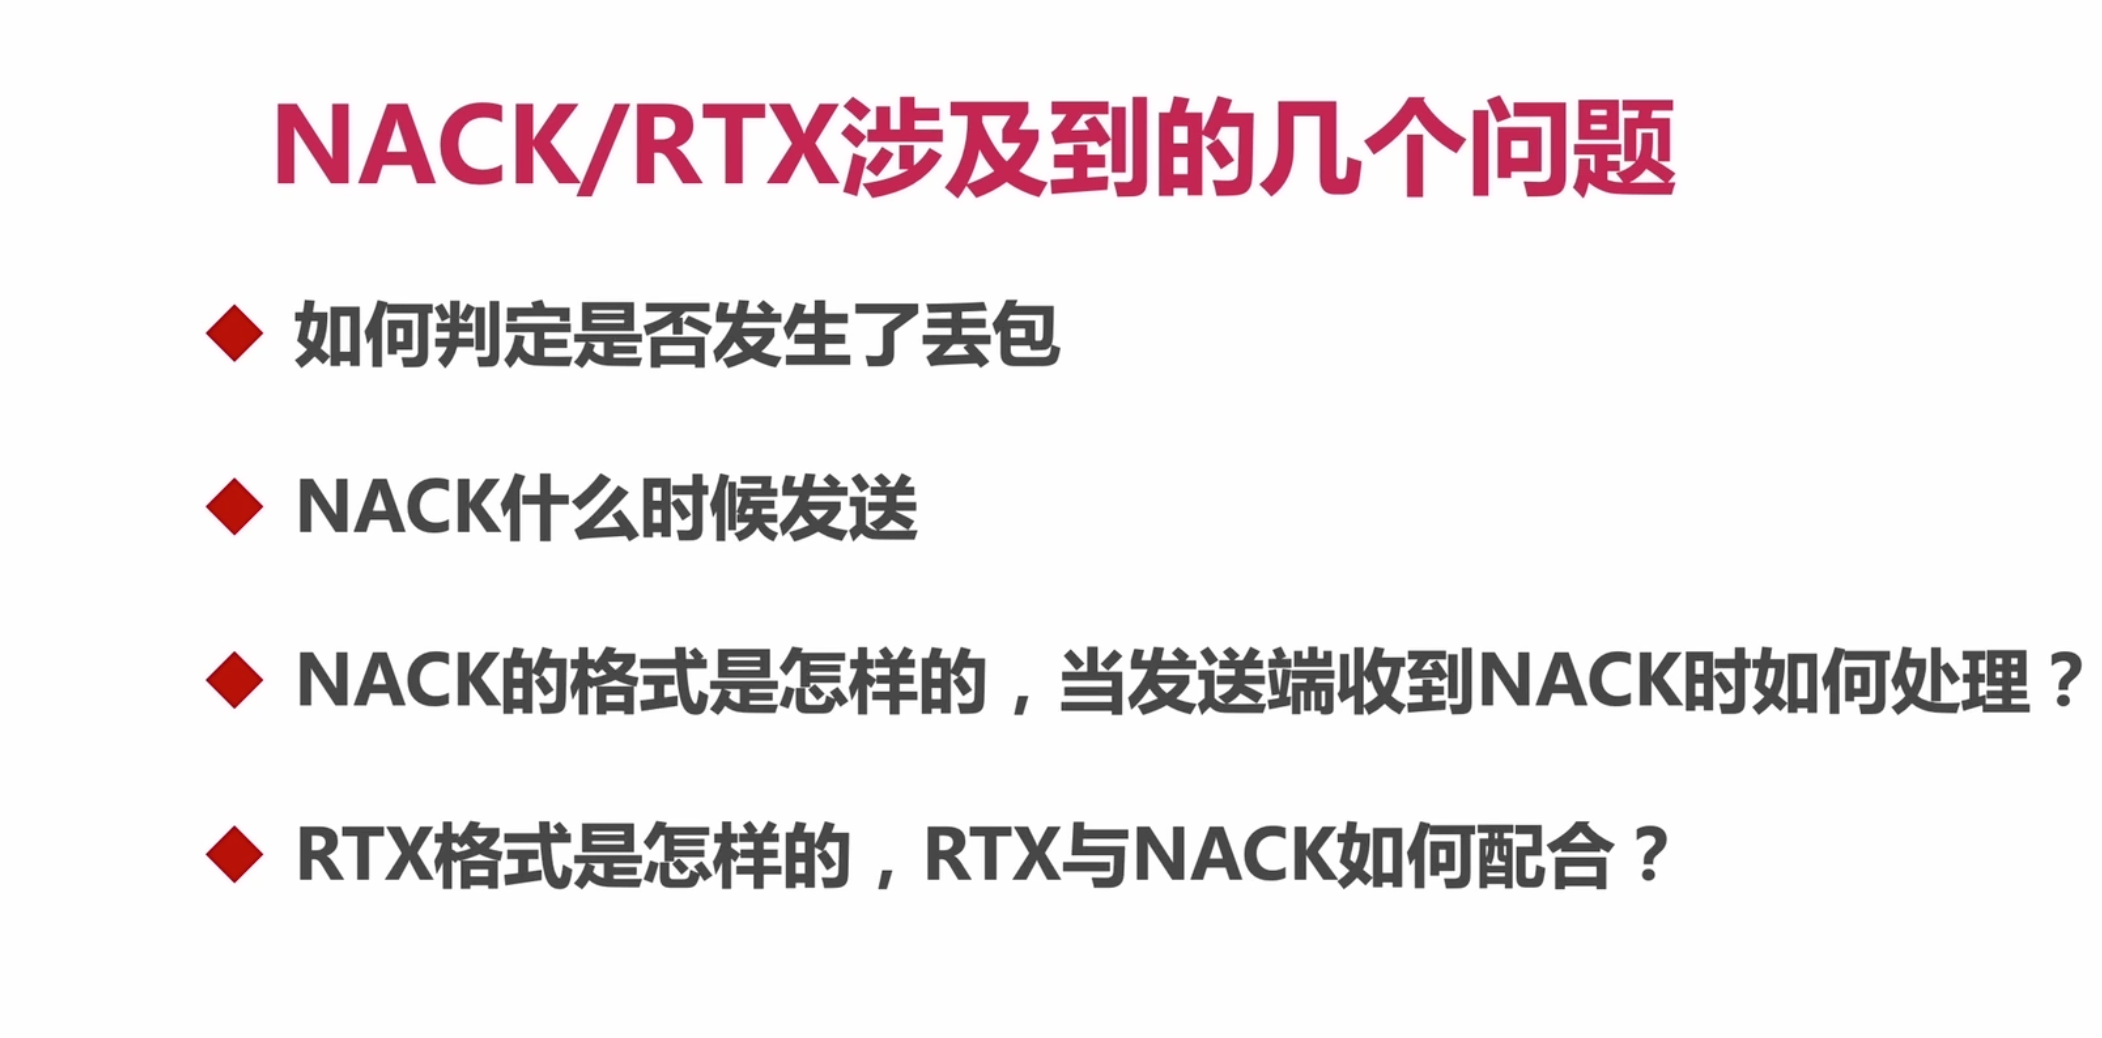 NACK/RTX涉及到的几个问题
如何判定是否发生了丢包
NACK什么时候发送
NACK的格式是怎样的，当发送端收到NACK时如何处理？
RTX格式是怎样的，RTX与NACK如何配合？